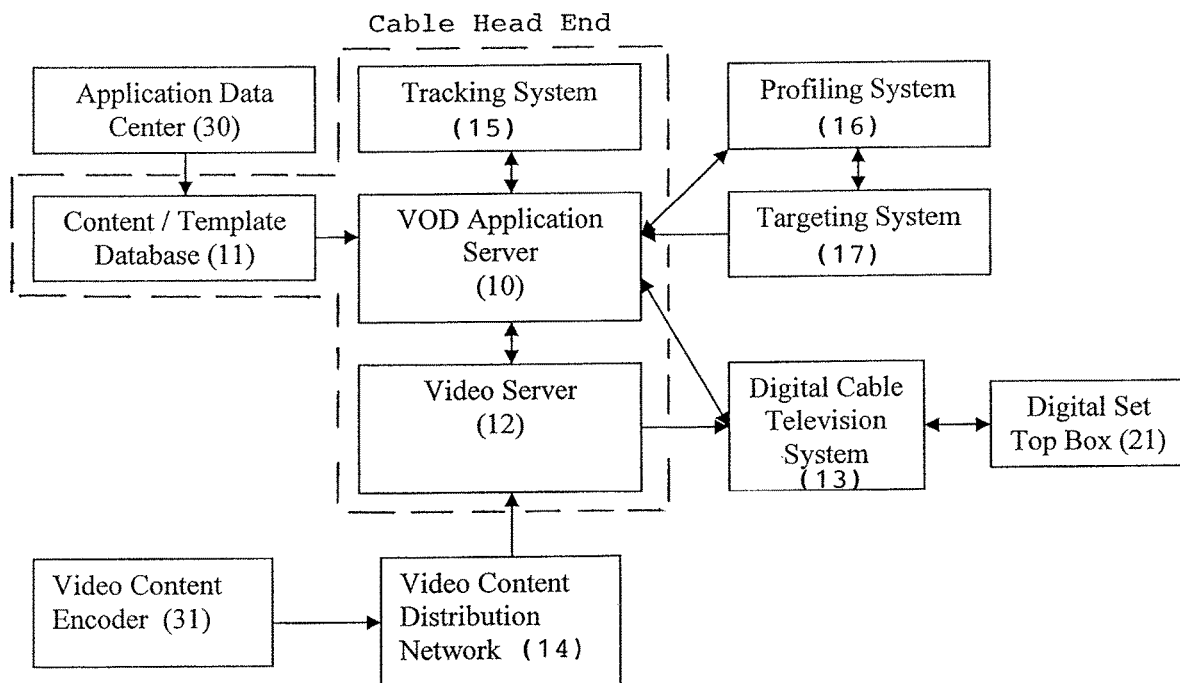 Cable Head End
Application Data
Center (30)
Tracking System
(15)
Profiling System
(16)
Content / Template
Database (11)
VOD Application
Server
(10)
Targeting System
(17)
Video Server
(12)
Digital Cable
Television
System
(13)
Digital Set
Top Box (21)
Video Content
Encoder (31)
Video Content
Distribution
Network (14)